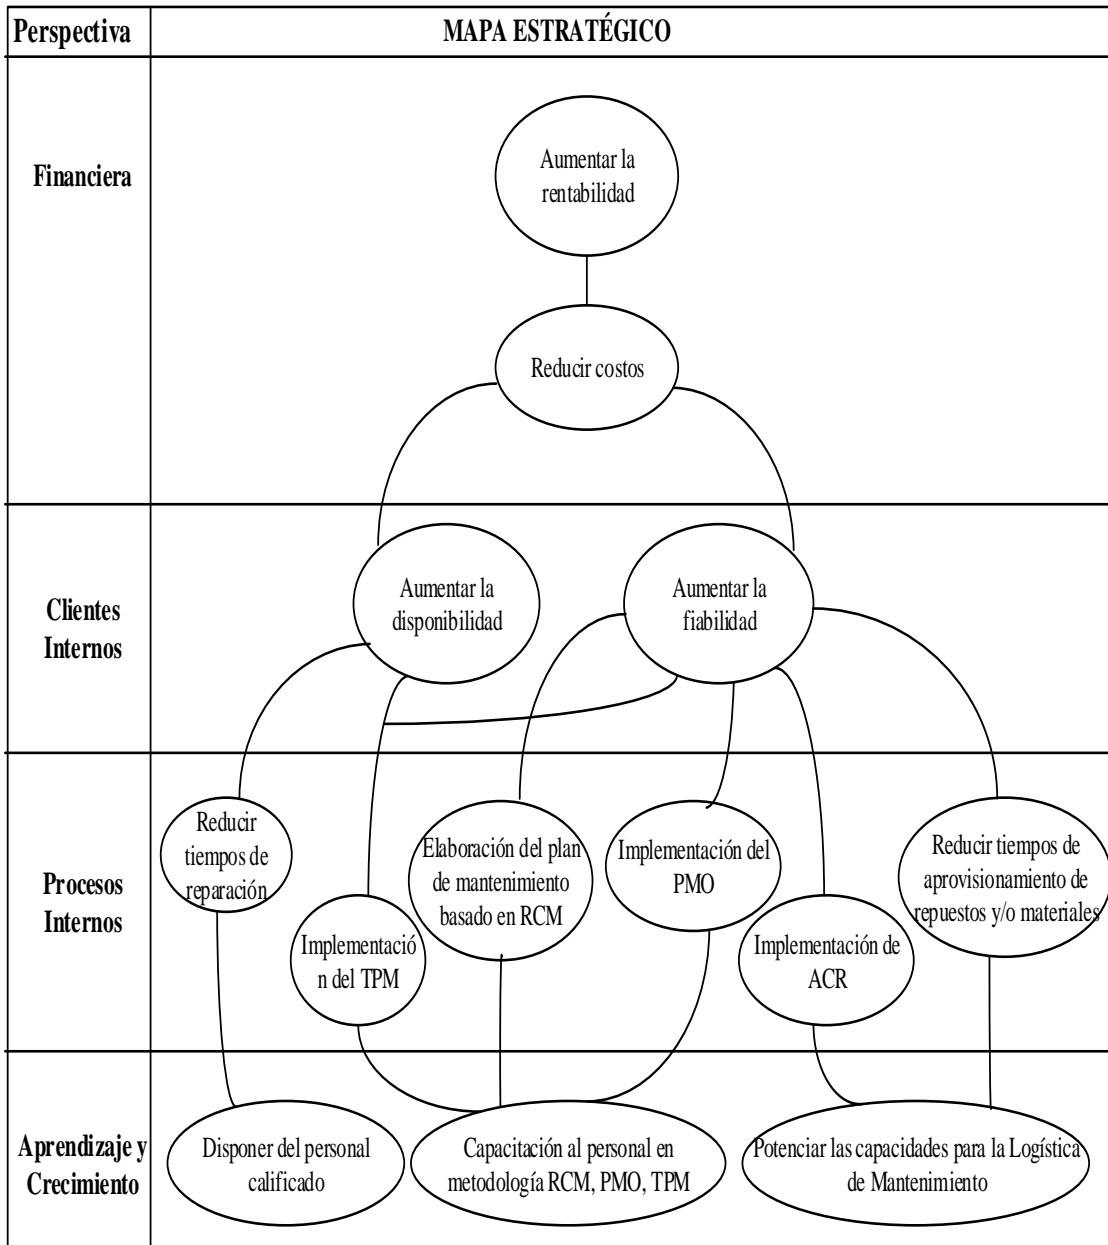 Perspectiva
MAPA ESTRATÉGICO
Financiera
Aumentar la
rentabilidad
Reducir costos
Clientes
Internos
Aumentar la
disponibilidad
Aumentar la
fiabilidad
Procesos
Internos
Reducir
tiempos de
reparación
Implementació
n del TPM
Elaboración del plan
de mantenimiento
basado en RCM
Implementación del
PMO
Implementación de
ACR
Reducir tiempos de
aprovisionamiento de
repuestos y/o materiales
Aprendizaje y
Crecimiento
Disponer del personal
calificado
Capacitación al personal en
metodología RCM, PMO, TPM
Potenciar las capacidades para la Logística
de Mantenimiento